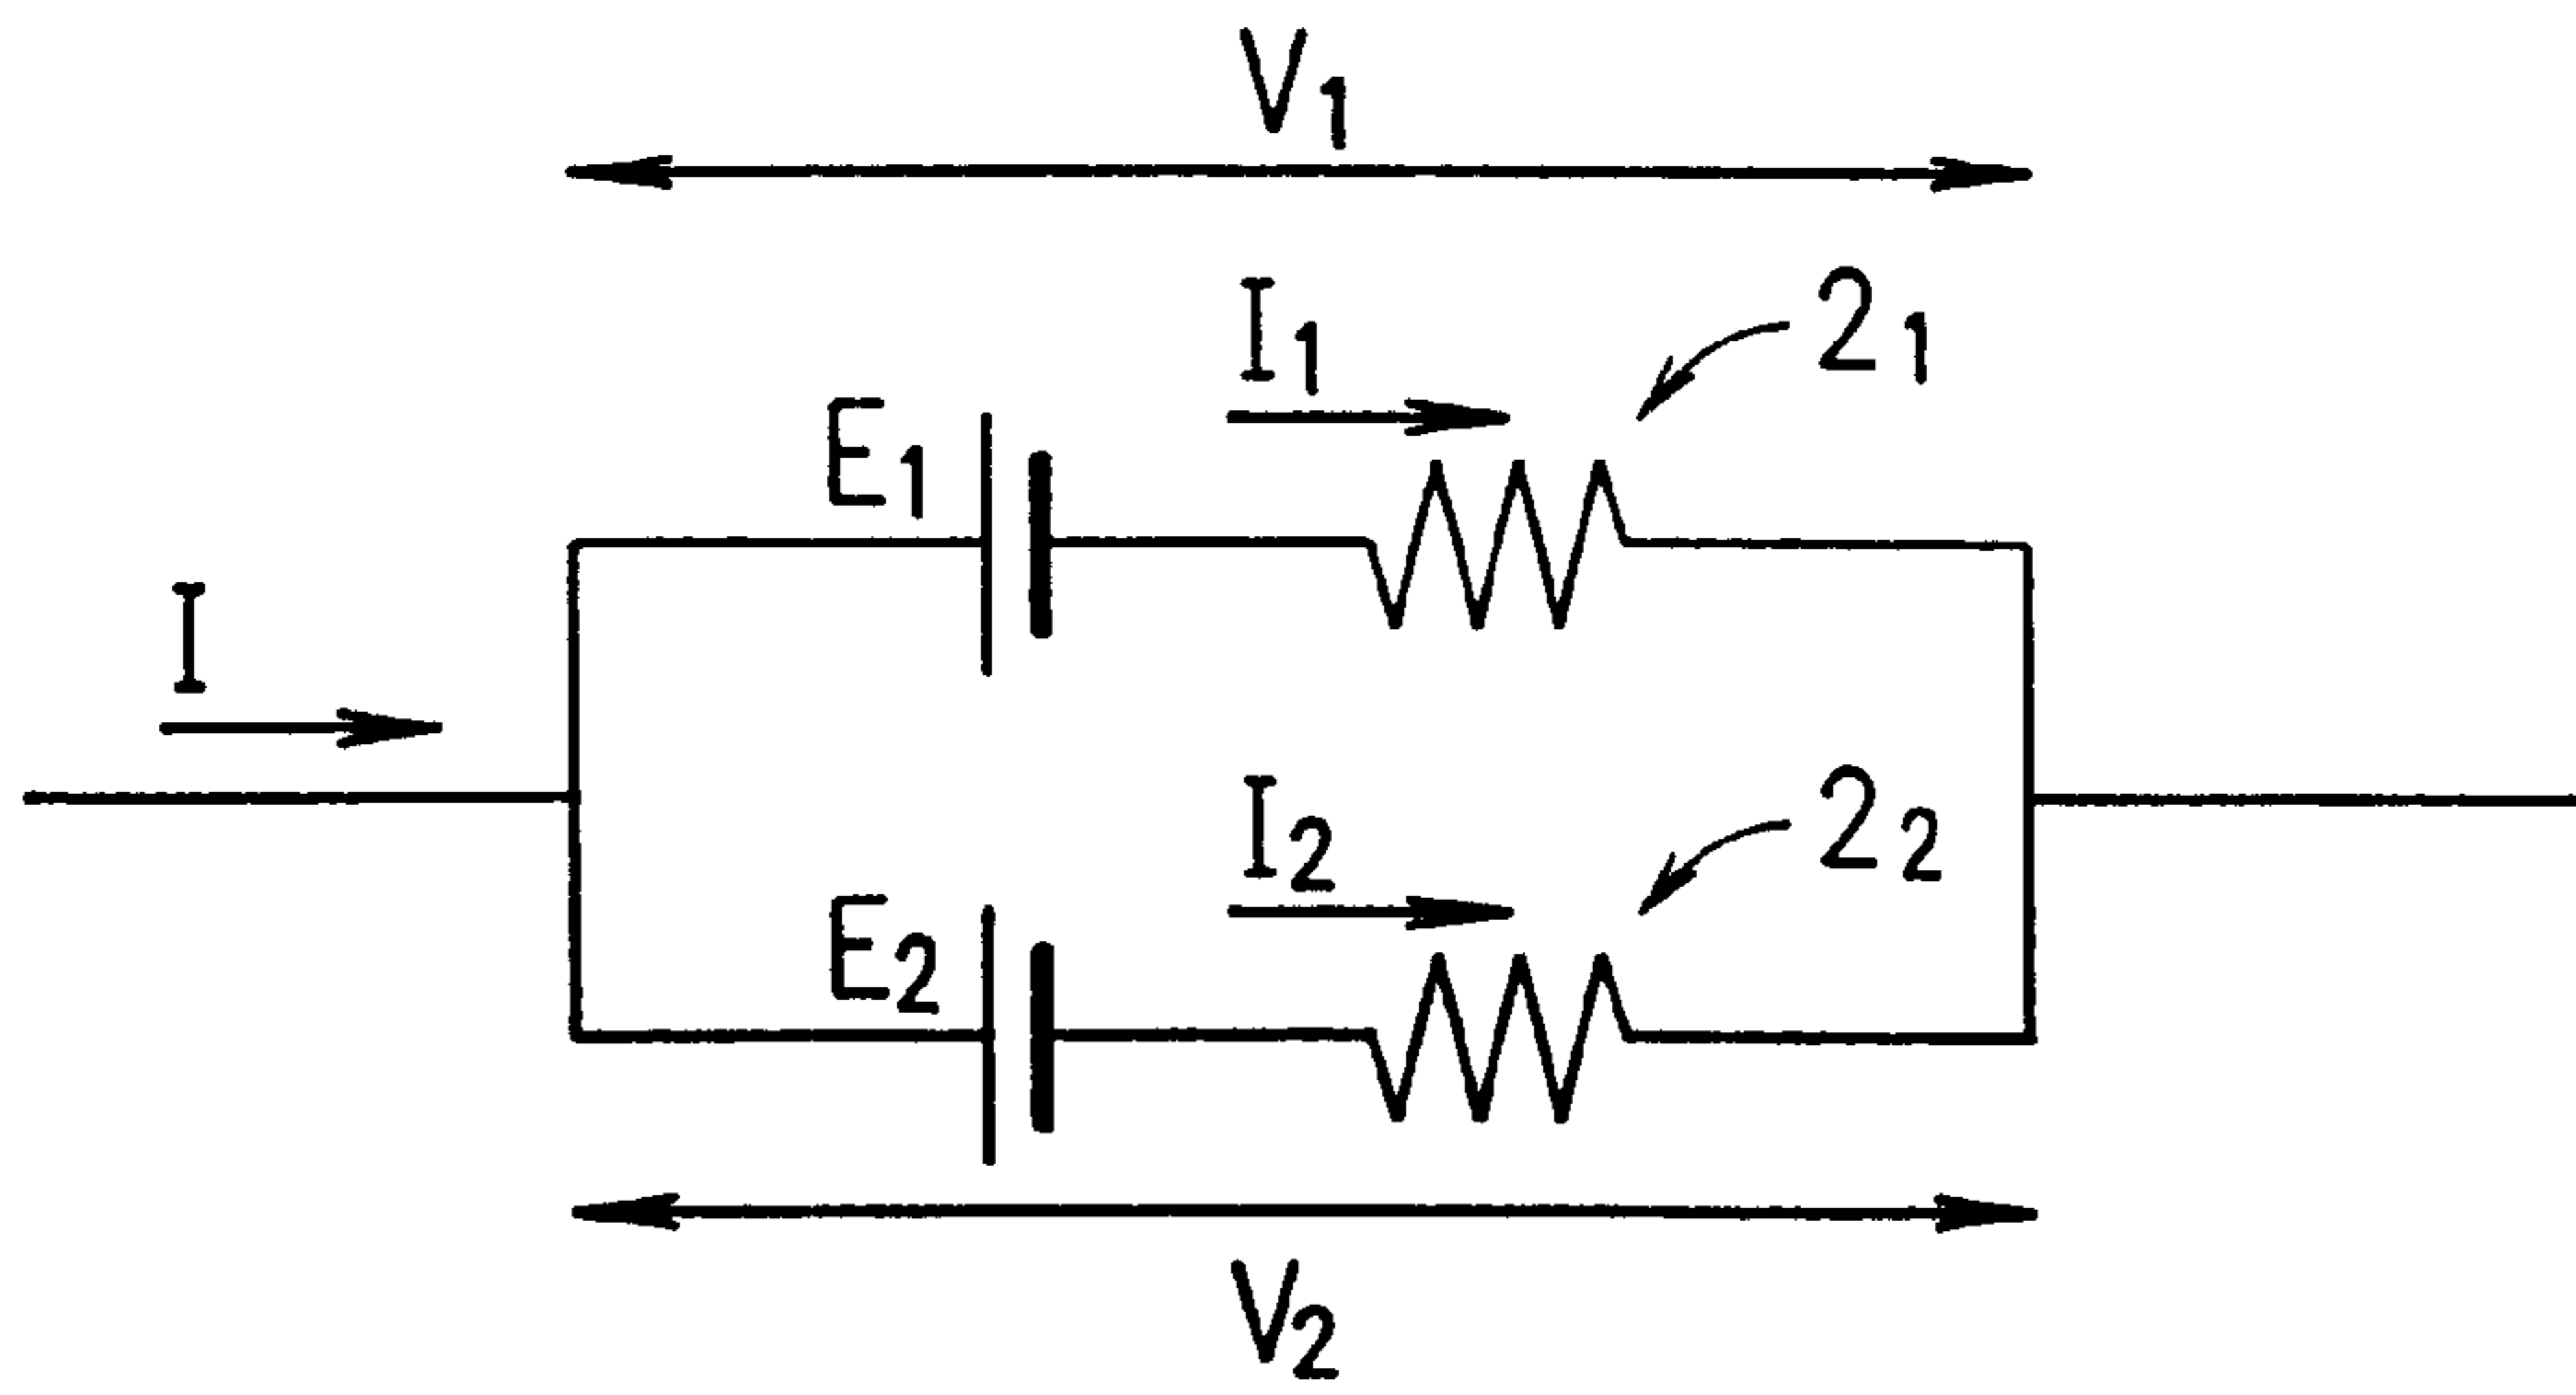 V₁
I₁
2₁
E₁
I
I₂
2₂
E₂
V₂